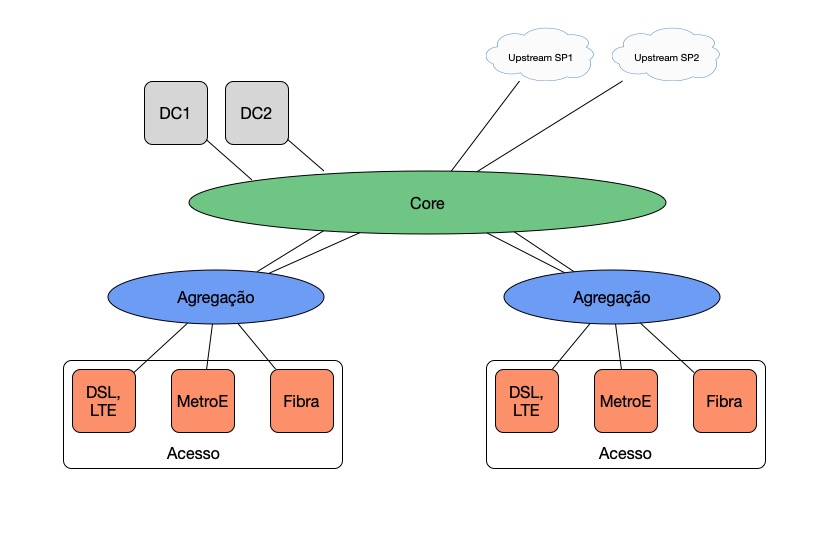 Upstream SP1
Upstream SP2
DC1
DC2
Core
Agregação
Agregação
DSL,
LTE
MetroE
Fibra
Acesso
DSL,
LTE
MetroE
Fibra
Acesso